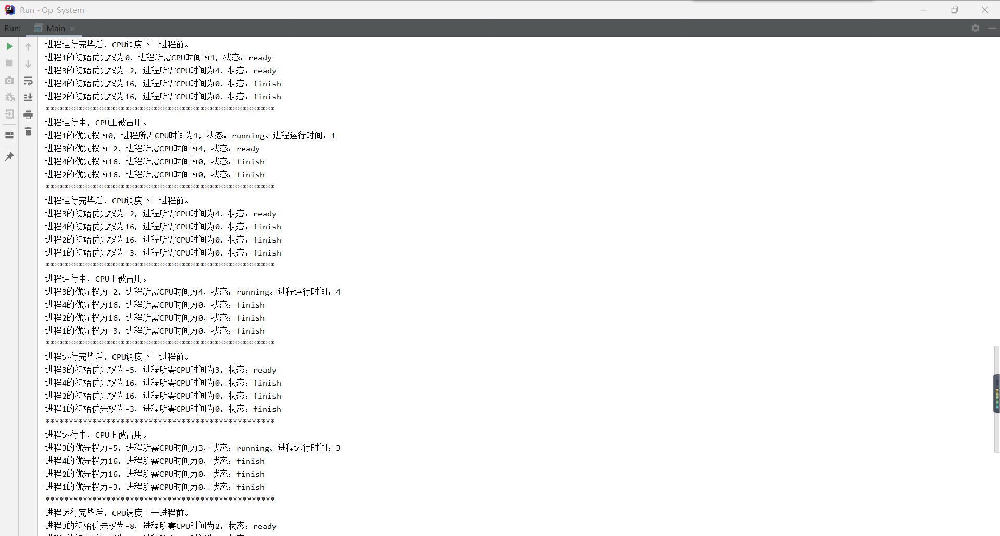 Run - Op_System
Run: Main
进程运行完毕后，CPU调度下一进程前。
进程1的初始优先权为0，进程所需CPU时间为1，状态：ready
进程3的初始优先权为-2，进程所需CPU时间为4，状态：ready
进程4的初始优先权为16，进程所需CPU时间为0，状态：finish
进程2的初始优先权为16，进程所需CPU时间为0，状态：finish
*************************************************
进程运行中，CPU正被占用。
进程1的优先权为0，进程所需CPU时间为1，状态：running。进程运行时间：1
进程3的优先权为-2，进程所需CPU时间为4，状态：ready
进程4的优先权为16，进程所需CPU时间为0，状态：finish
进程2的优先权为16，进程所需CPU时间为0，状态：finish
*************************************************
进程运行完毕后，CPU调度下一进程前。
进程3的初始优先权为-2，进程所需CPU时间为4，状态：ready
进程4的初始优先权为16，进程所需CPU时间为0，状态：finish
进程2的初始优先权为16，进程所需CPU时间为0，状态：finish
进程1的初始优先权为-3，进程所需CPU时间为0，状态：finish
*************************************************
进程运行中，CPU正被占用。
进程3的优先权为-2，进程所需CPU时间为4，状态：running。进程运行时间：4
进程4的优先权为16，进程所需CPU时间为0，状态：finish
进程2的优先权为16，进程所需CPU时间为0，状态：finish
进程1的优先权为-3，进程所需CPU时间为0，状态：finish
*************************************************
进程运行完毕后，CPU调度下一进程前。
进程3的初始优先权为-5，进程所需CPU时间为3，状态：ready
进程4的初始优先权为16，进程所需CPU时间为0，状态：finish
进程2的初始优先权为16，进程所需CPU时间为0，状态：finish
进程1的初始优先权为-3，进程所需CPU时间为0，状态：finish
*************************************************
进程运行中，CPU正被占用。
进程3的优先权为-5，进程所需CPU时间为3，状态：running。进程运行时间：3
进程4的优先权为16，进程所需CPU时间为0，状态：finish
进程2的优先权为16，进程所需CPU时间为0，状态：finish
进程1的优先权为-3，进程所需CPU时间为0，状态：finish
*************************************************
进程运行完毕后，CPU调度下一进程前。
进程3的初始优先权为-8，进程所需CPU时间为2，状态：ready